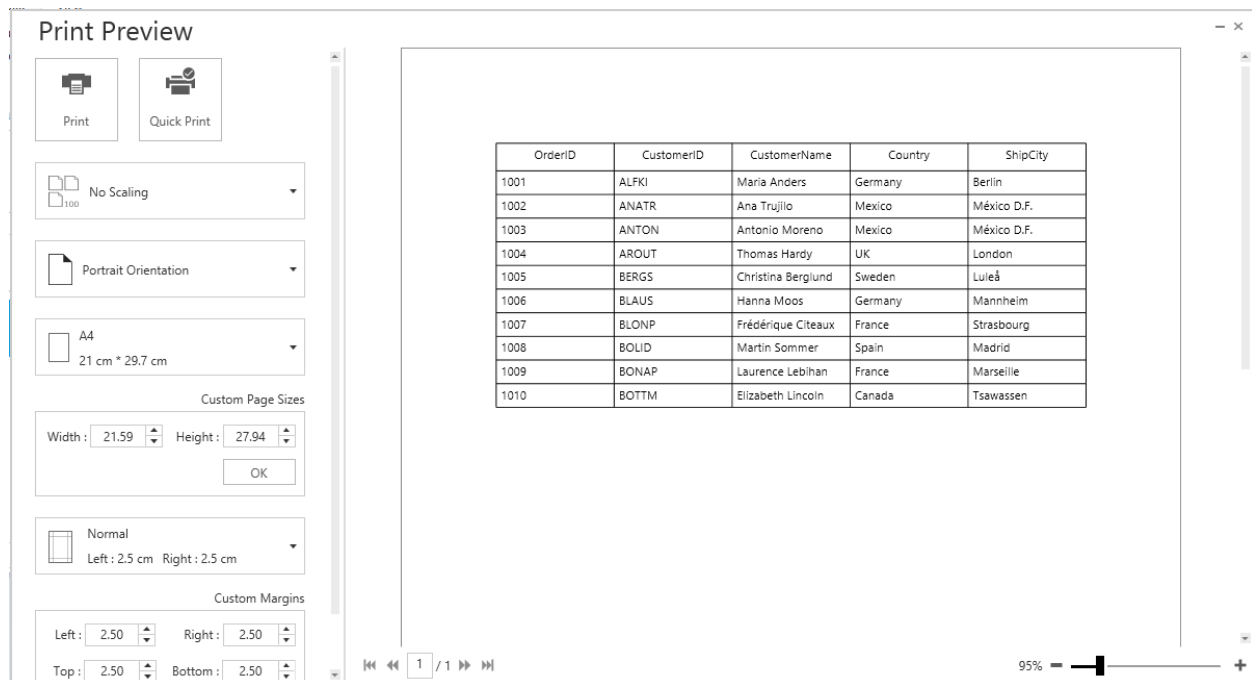 Print Preview
Print
Quick Print
No Scaling
100
Portrait Orientation
A4
21 cm * 29.7 cm
Custom Page Sizes
Width : 21.59 Height : 27.94
OK
Normal
Left : 2.5 cm Right : 2.5 cm
Custom Margins
Left : 2.50 Right : 2.50
Top : 2.50 Bottom : 2.50
OrderID CustomerID CustomerName Country ShipCity
1001 ALFKI Maria Anders Germany Berlin
1002 ANATR Ana Trujilo Mexico México D.F.
1003 ANTON Antonio Moreno Mexico México D.F.
1004 AROUT Thomas Hardy UK London
1005 BERGS Christina Berglund Sweden Luleå
1006 BLAUS Hanna Moos Germany Mannheim
1007 BLONP Frédérique Citeaux France Strasbourg
1008 BOLID Martin Sommer Spain Madrid
1009 BONAP Laurence Lebihan France Marseille
1010 BOTTM Elizabeth Lincoln Canada Tsawassen
1 / 1
95%